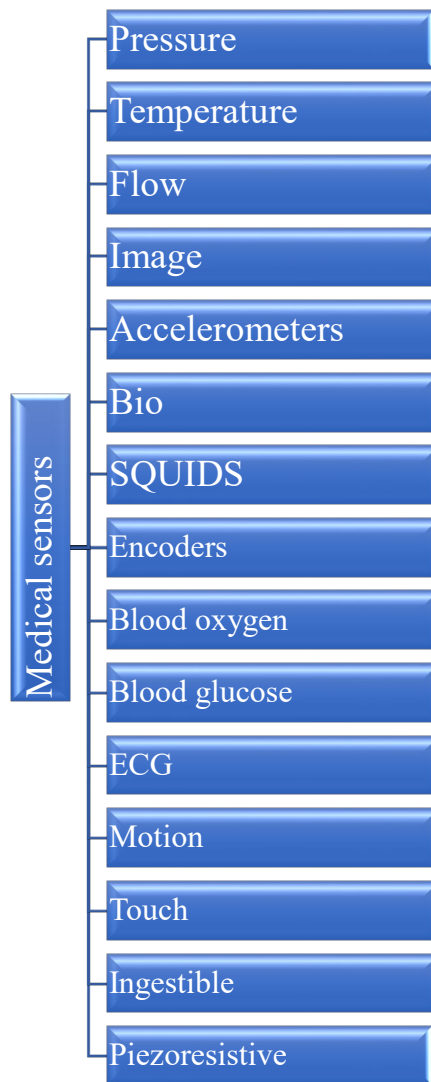 Medical sensors
Pressure
Temperature
Flow
Image
Accelerometers
Bio
SQUIDS
Encoders
Blood oxygen
Blood glucose
ECG
Motion
Touch
Ingestible
Piezoresistive